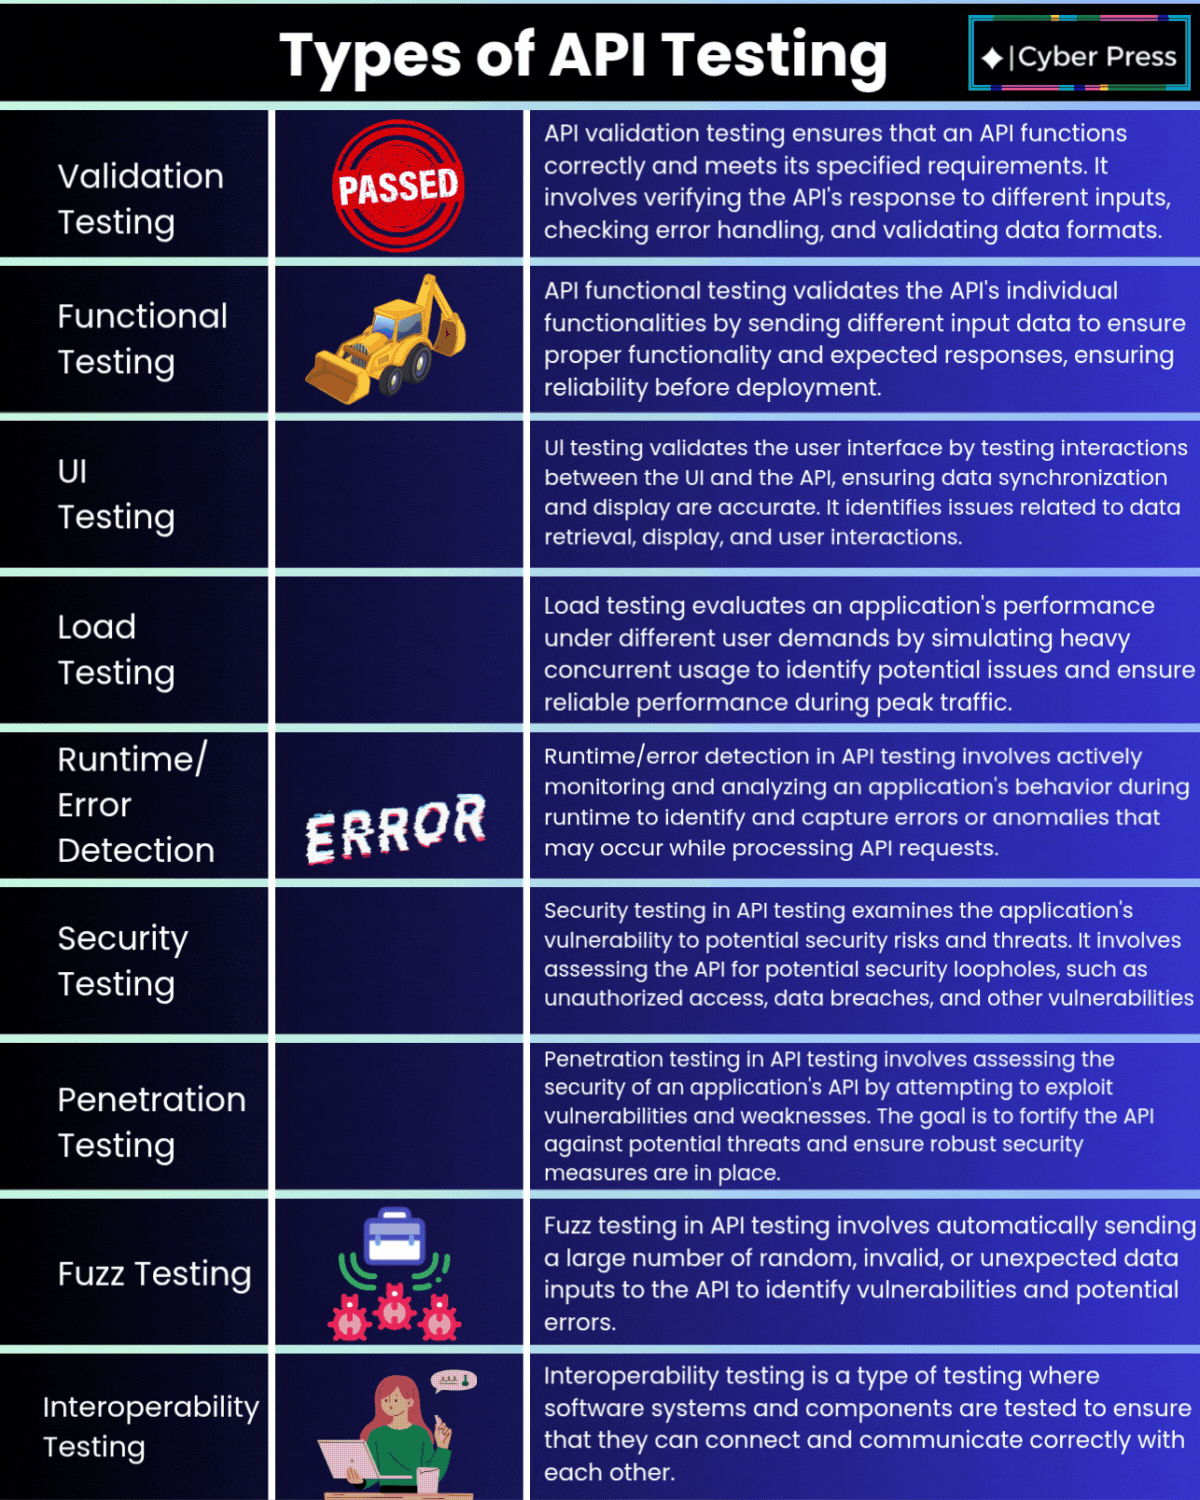 Types of API Testing
|Cyber Press
Validation
Testing
PASSED
API validation testing ensures that an API functions
correctly and meets its specified requirements. It
involves verifying the API's response to different inputs,
checking error handling, and validating data formats.
Functional
Testing
API functional testing validates the API's individual
functionalities by sending different input data to ensure
proper functionality and expected responses, ensuring
reliability before deployment.
UI
Testing
UI testing validates the user interface by testing interactions
between the UI and the API, ensuring data synchronization
and display are accurate. It identifies issues related to data
retrieval, display, and user interactions.
Load
Testing
Load testing evaluates an application's performance
under different user demands by simulating heavy
concurrent usage to identify potential issues and ensure
reliable performance during peak traffic.
Runtime/
Error
Detection
ERROR
Runtime/error detection in API testing involves actively
monitoring and analyzing an application's behavior during
runtime to identify and capture errors or anomalies that
may occur while processing API requests.
Security
Testing
Security testing in API testing examines the application's
vulnerability to potential security risks and threats. It involves
assessing the API for potential security loopholes, such as
unauthorized access, data breaches, and other vulnerabilities
Penetration
Testing
Penetration testing in API testing involves assessing the
security of an application's API by attempting to exploit
vulnerabilities and weaknesses. The goal is to fortify the API
against potential threats and ensure robust security
measures are in place.
Fuzz Testing
Fuzz testing in API testing involves automatically sending
a large number of random, invalid, or unexpected data
inputs to the API to identify vulnerabilities and potential
errors.
Interoperability
Testing
Interoperability testing is a type of testing where
software systems and components are tested to ensure
that they can connect and communicate correctly with
each other.